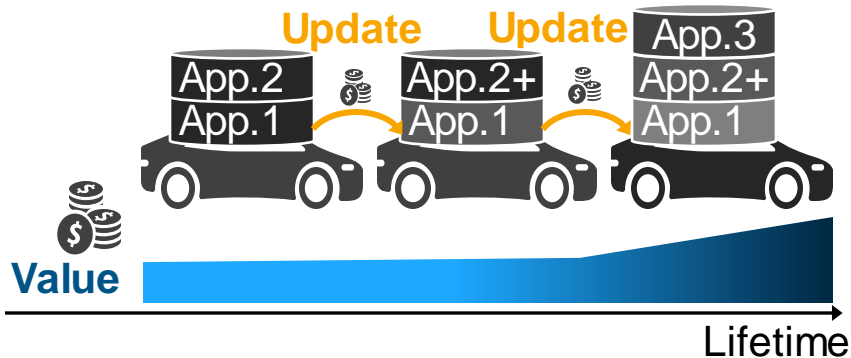 Update
Update
App.2
App.1
App.2+
App.1
App.3
App.2+
App.1
$
$
$
$
$
$
$
$
Value
Lifetime